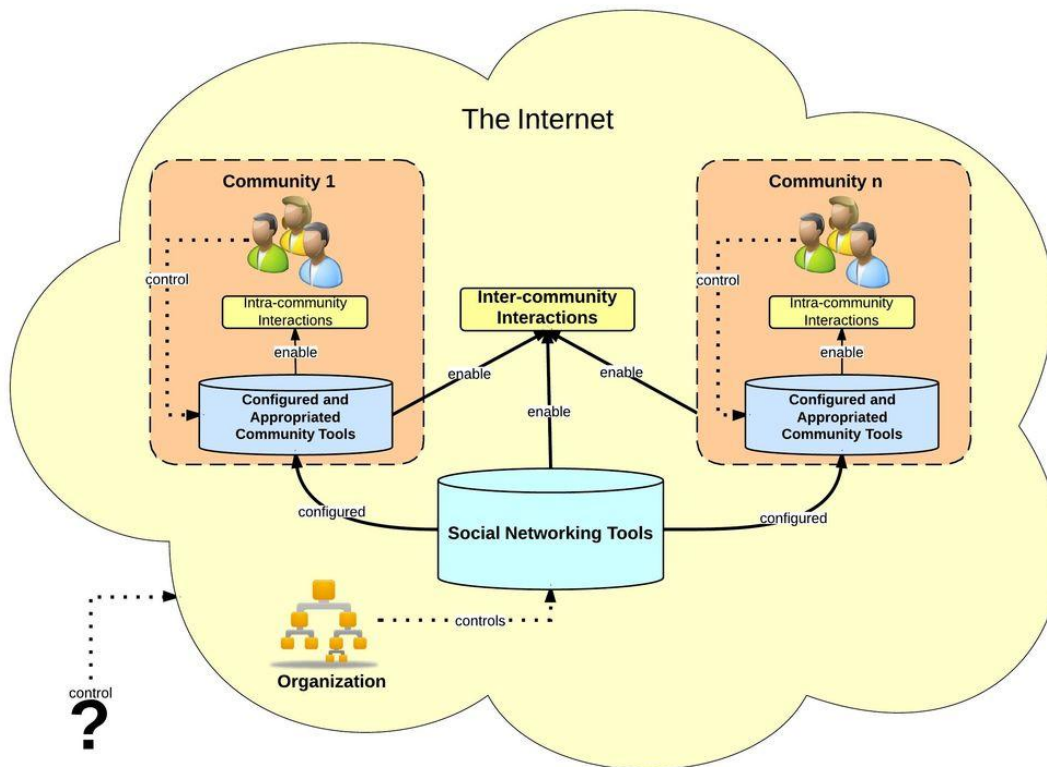 The Internet
Community 1
Community n
control
control
Intra-community
Interactions
Inter-community
Interactions
Intra-community
Interactions
enable
enable
enable
enable
enable
Configured and
Appropriated
Community Tools
Configured and
Appropriated
Community Tools
configured
configured
Social Networking Tools
controls
Organization
control
?